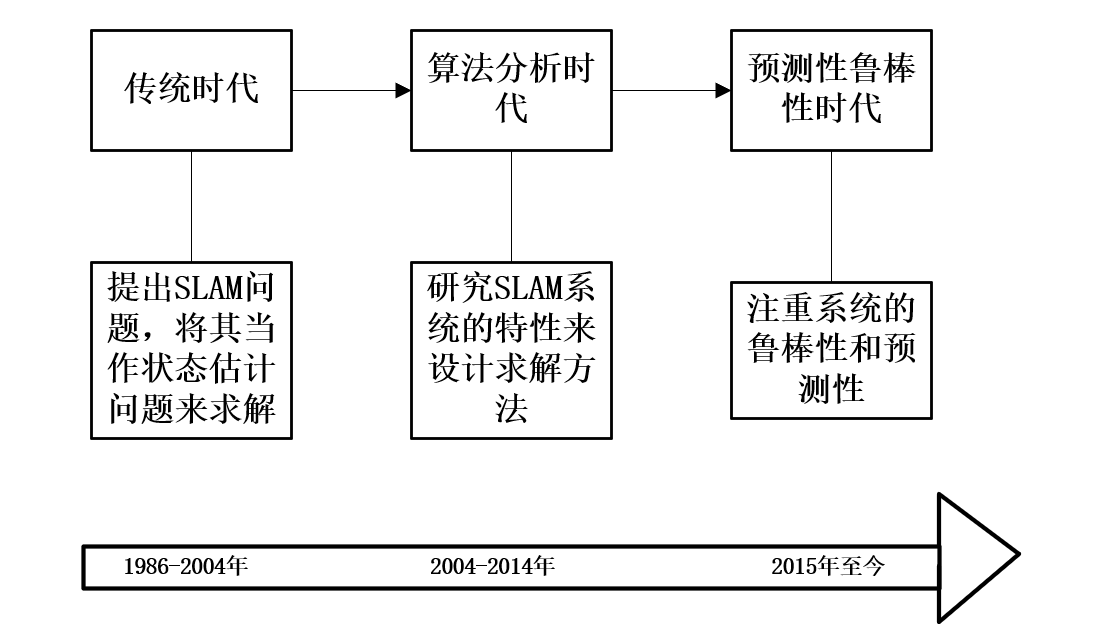 传统时代
算法分析时
代
预测性鲁棒
性时代
提出SLAM问
题，将其当
作状态估计
问题来求解
研究SLAM系
统的特性来
设计求解方
法
注重系统的
鲁棒性和预
测性
1986-2004年
2004-2014年
2015年至今